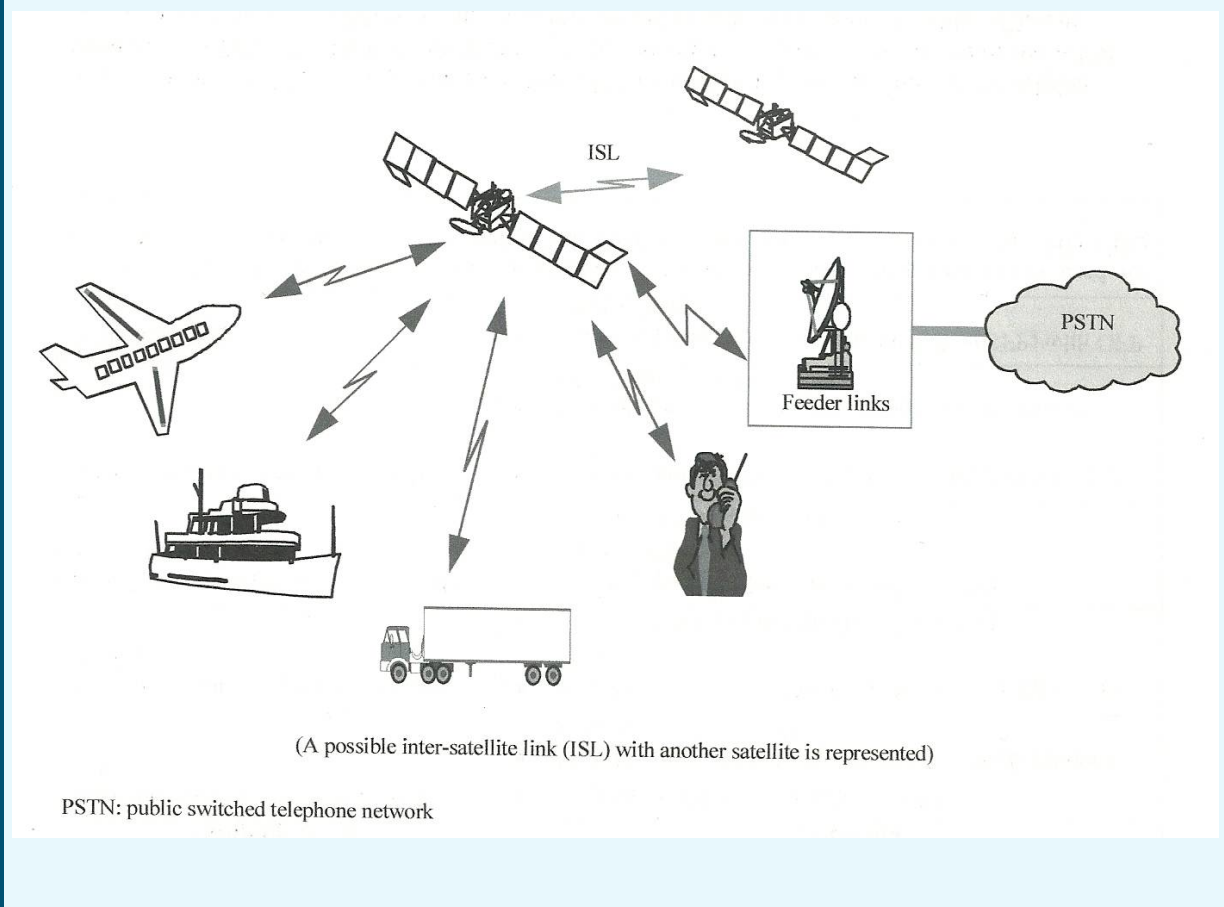 ISL
PSTN
Feeder links
(A possible inter-satellite link (ISL) with another satellite is represented)
PSTN: public switched telephone network